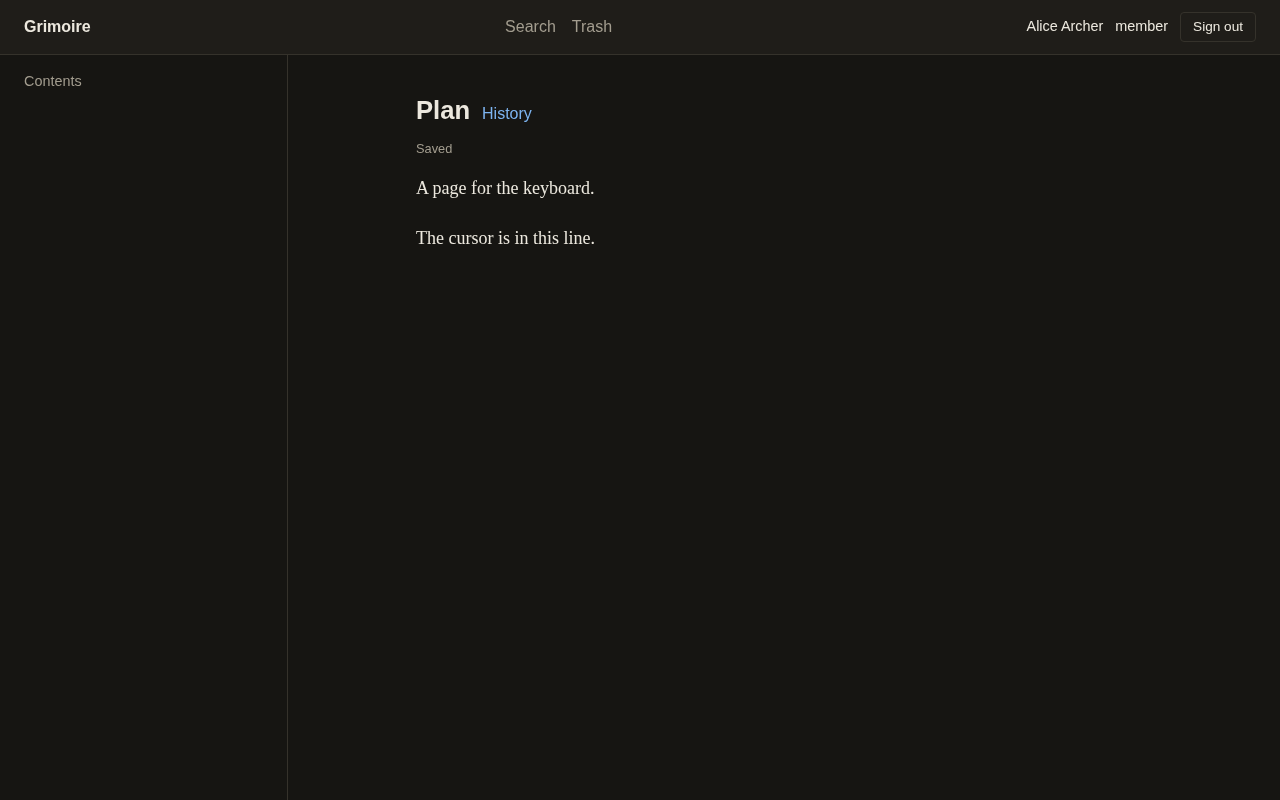 Grimoire
Search Trash
Alice Archer member Sign out
Contents
Plan History
Saved
A page for the keyboard.
The cursor is in this line.